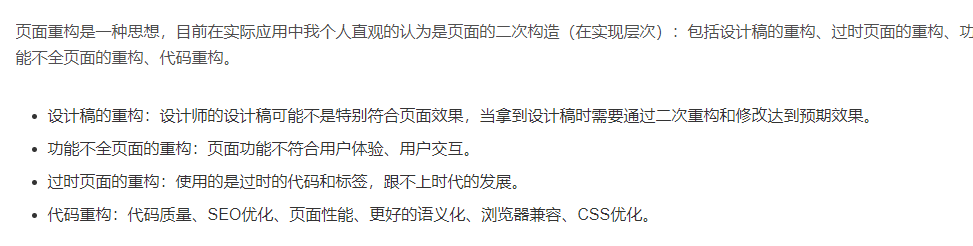 页面重构是一种思想，目前在实际应用中我个人直观的认为是页面的二次构造（在实现层次）：包括设计稿的重构、过时页面的重构、功
能不全页面的重构、代码重构。
• 设计稿的重构：设计师的设计稿可能不是特别符合页面效果，当拿到设计稿时需要通过二次重构和修改达到预期效果。
• 功能不全页面的重构：页面功能不符合用户体验、用户交互。
• 过时页面的重构：使用的是过时的代码和标签，跟不上时代的发展。
• 代码重构：代码质量、SEO优化、页面性能、更好的语义化、浏览器兼容、CSS优化。